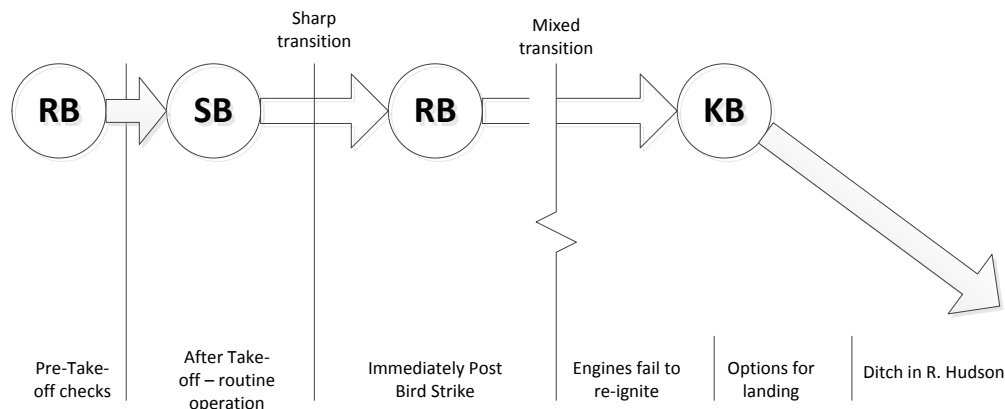 Sharp
transition
Mixed
transition
RB
SB
RB
KB
Pre-Take-
off checks
After Take-
off – routine
operation
Immediately Post
Bird Strike
Engines fail to
re-ignite
Options for
landing
Ditch in R. Hudson